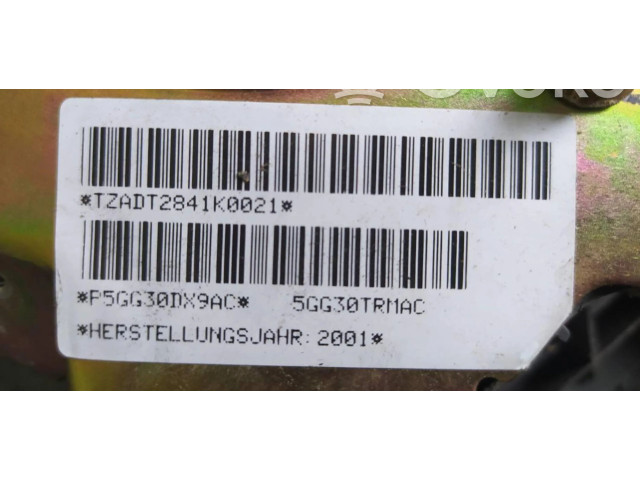 *TZADT2841K0021*
*P5GG30DX9AC* 5GG30TRMAC
*HERSTELLUNGSJAHR:2001*